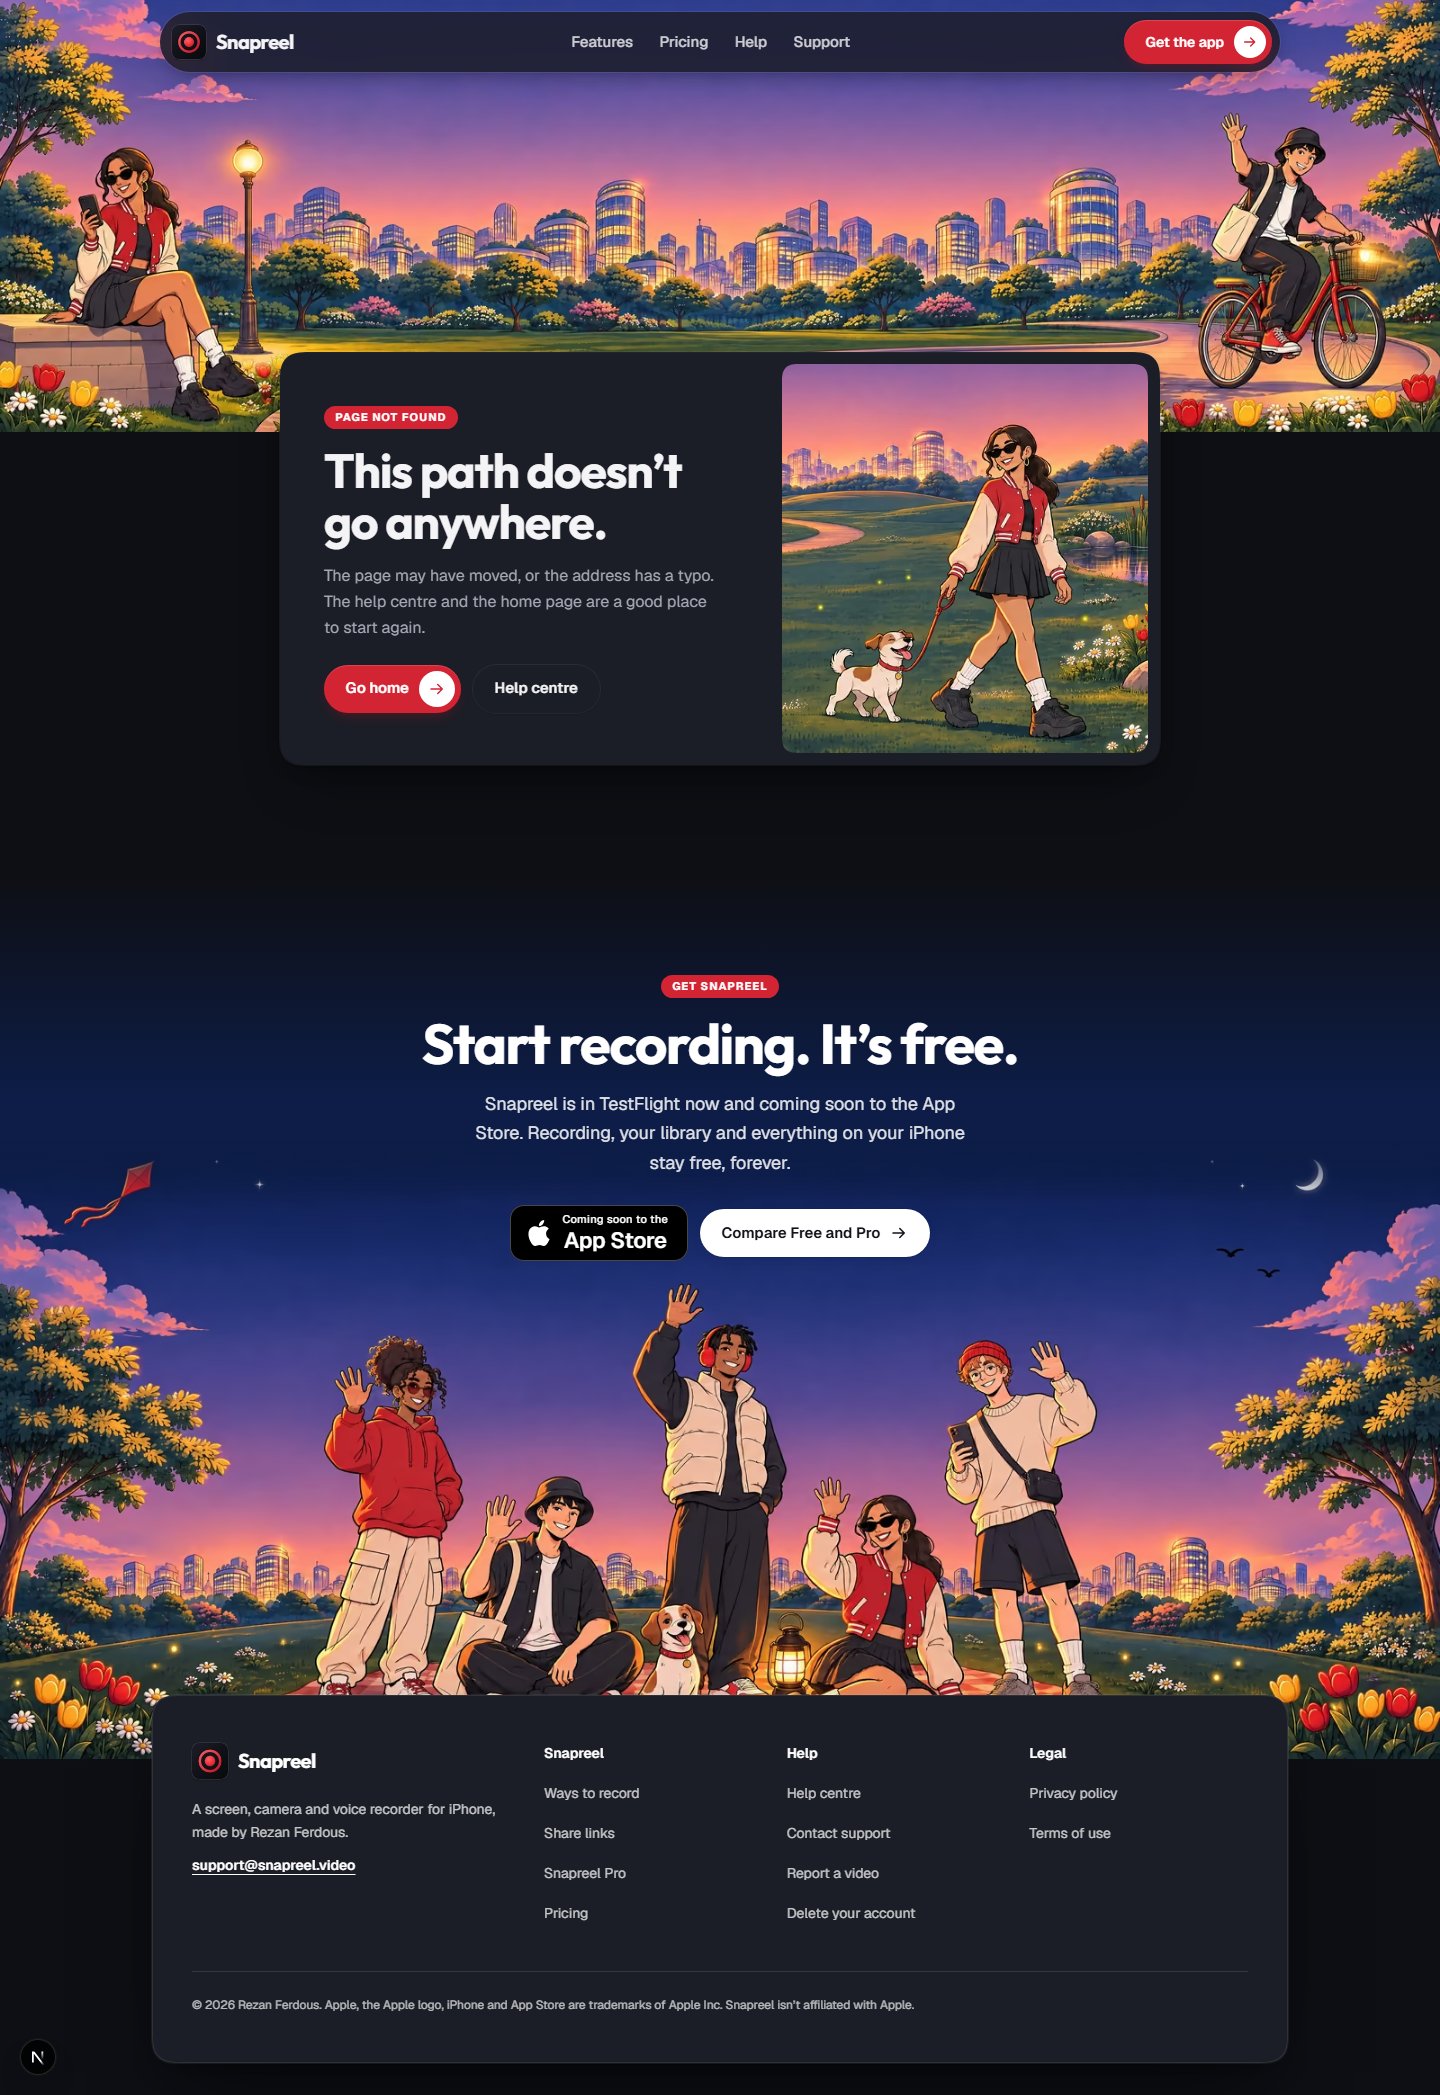 Snapreel
Features
Pricing
Help
Support
Get the app
PAGE NOT FOUND
This path doesn’t
go anywhere.
The page may have moved, or the address has a typo.
The help centre and the home page are a good place
to start again.
Go home
Help centre
GET SNAPREEL
Start recording. It’s free.
Snapreel is in TestFlight now and coming soon to the App
Store. Recording, your library and everything on your iPhone
stay free, forever.
Coming soon to the
App Store
Compare Free and Pro
Snapreel
A screen, camera and voice recorder for iPhone,
made by Rezan Ferdous.
support@snapreel.video
Snapreel
Ways to record
Share links
Snapreel Pro
Pricing
Help
Help centre
Contact support
Report a video
Delete your account
Legal
Privacy policy
Terms of use
© 2026 Rezan Ferdous. Apple, the Apple logo, iPhone and App Store are trademarks of Apple Inc. Snapreel isn’t affiliated with Apple.
N